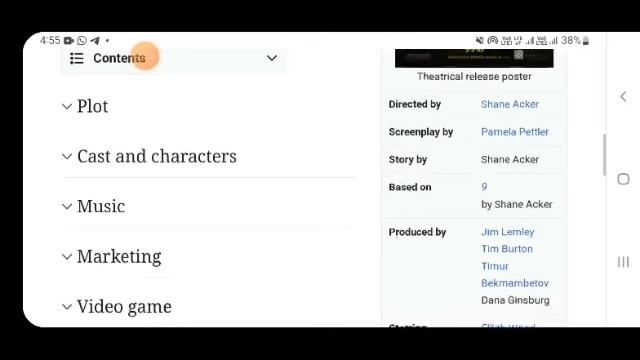 4:55 38%
Contents
Plot
Cast and characters
Music
Marketing
Video game
Theatrical release poster
Directed by Shane Acker
Screenplay by Pamela Pettler
Story by Shane Acker
Based on 9
by Shane Acker
Produced by Jim Lemley
Tim Burton
Timur
Bekmambetov
Dana Ginsburg